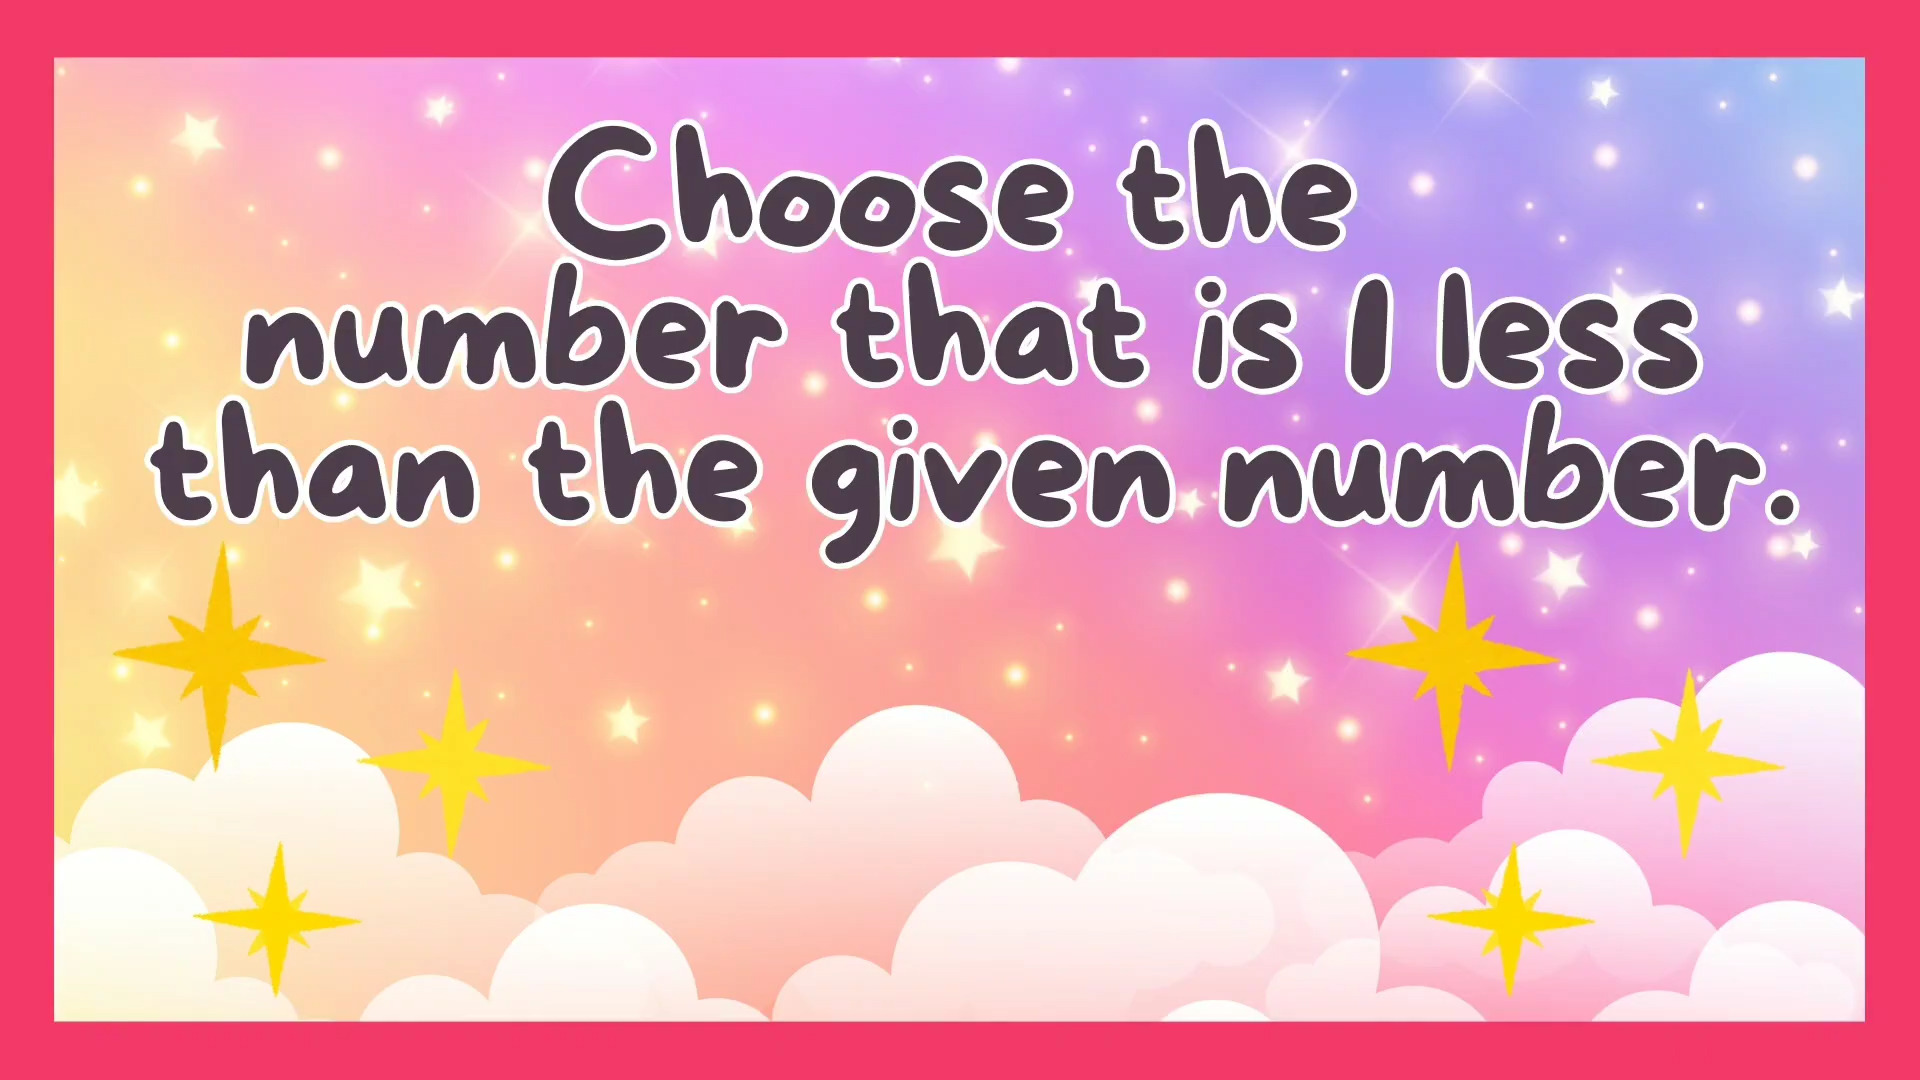 Choose the
number that is 1 less
than the given number.